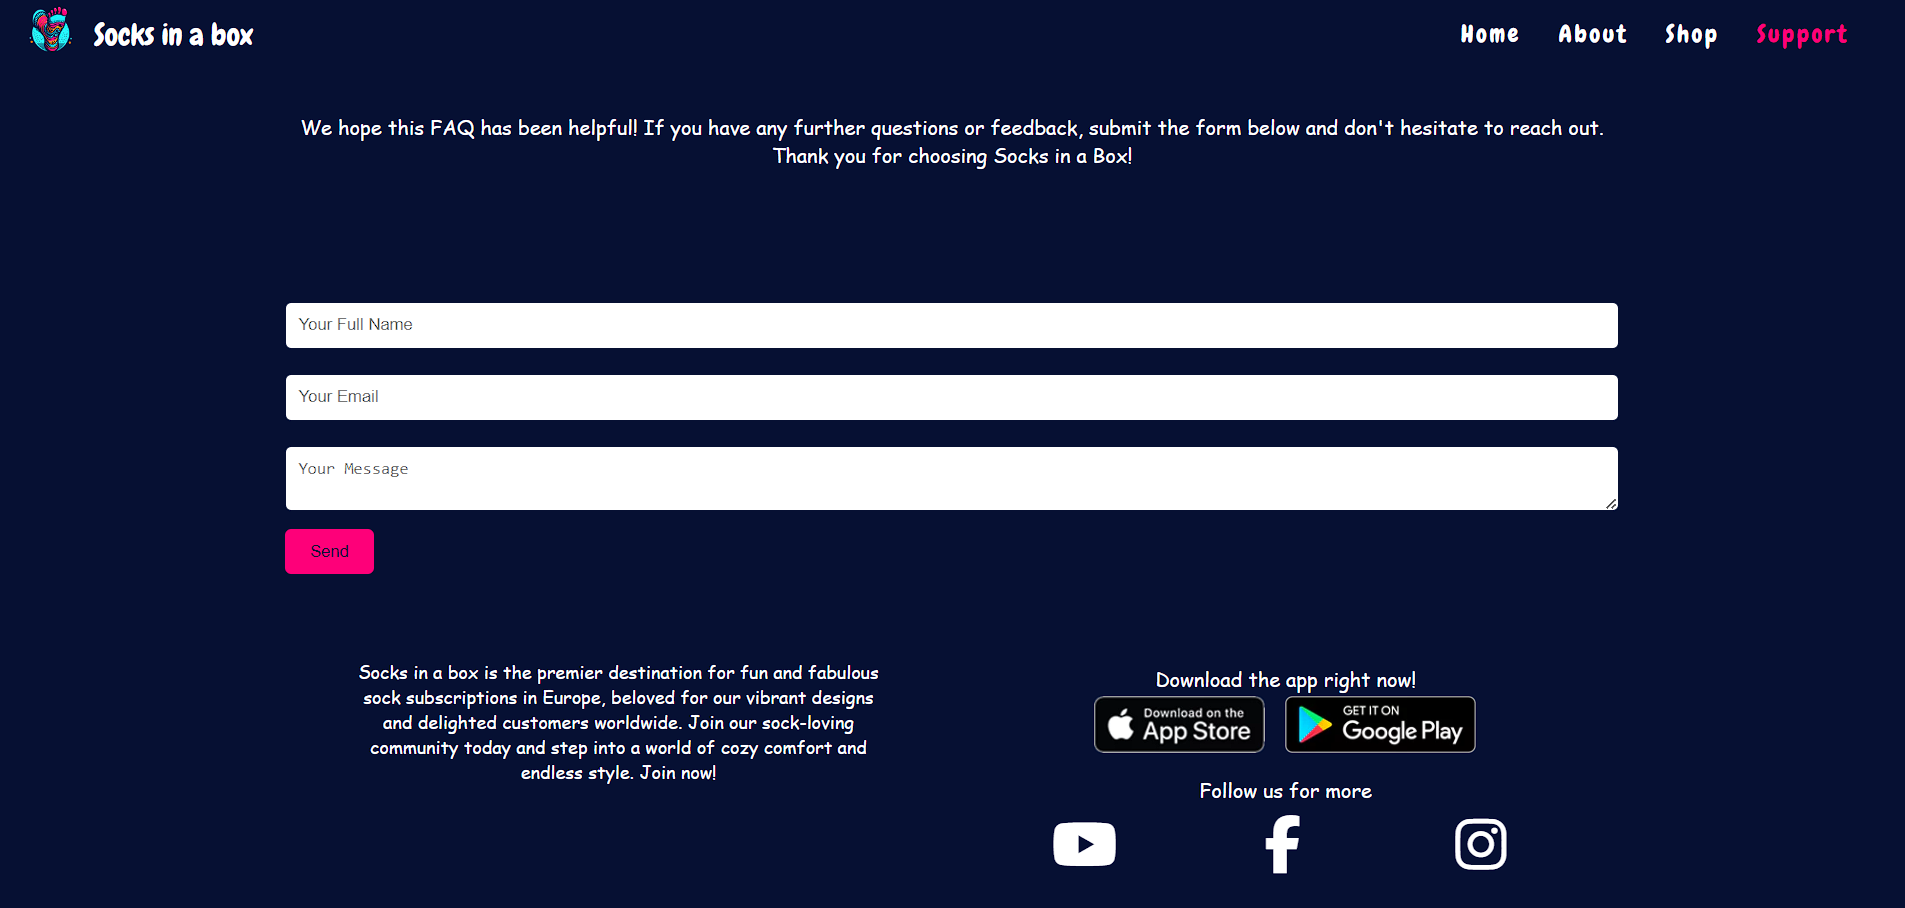 Socks in a box
Home
About
Shop
Support
We hope this FAQ has been helpful! If you have any further questions or feedback, submit the form below and don't hesitate to reach out.
Thank you for choosing Socks in a Box!
Your Full Name
Your Email
Your Message
Send
Socks in a box is the premier destination for fun and fabulous
sock subscriptions in Europe, beloved for our vibrant designs
and delighted customers worldwide. Join our sock-loving
community today and step into a world of cozy comfort and
endless style. Join now!
Download the app right now!
Download on the
App Store
GET IT ON
Google Play
Follow us for more